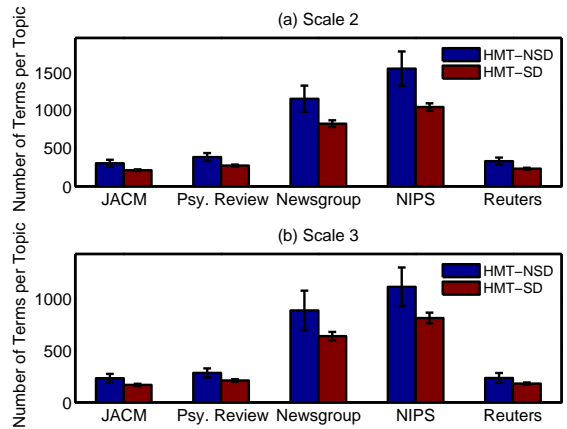 (a) Scale 2
Number of Terms per Topic
1500
1000
500
0
HMT-NSD
HMT-SD
JACM Psy. Review Newsgroup NIPS Reuters
(b) Scale 3
Number of Terms per Topic
1000
500
0
HMT-NSD
HMT-SD
JACM Psy. Review Newsgroup NIPS Reuters